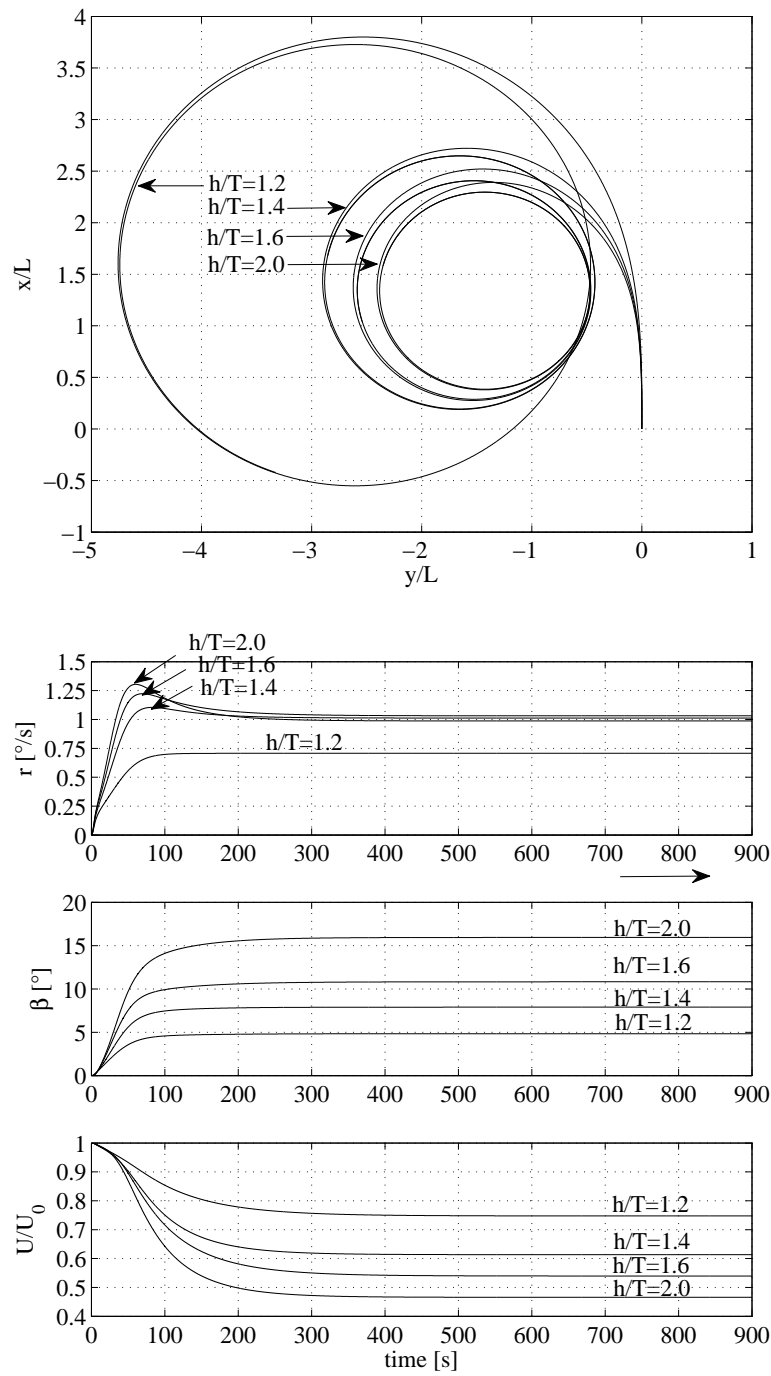 4
3.5
3
2.5
2
1.5
1
0.5
0
−0.5
−1
x/L
h/T=1.2
h/T=1.4
h/T=1.6
h/T=2.0
−5 −4 −3 −2 −1 0 1
y/L
h/T=2.0
h/T=1.6
h/T=1.4
h/T=1.2
1.5
1.25
1
0.75
0.5
0.25
0
r [°/s]
0 100 200 300 400 500 600 700 800 900
20
15
10
5
0
β [°]
h/T=2.0
h/T=1.6
h/T=1.4
h/T=1.2
0 100 200 300 400 500 600 700 800 900
1
0.9
0.8
0.7
0.6
0.5
0.4
U/U0
h/T=1.2
h/T=1.4
h/T=1.6
h/T=2.0
0 100 200 300 400 500 600 700 800 900
time [s]